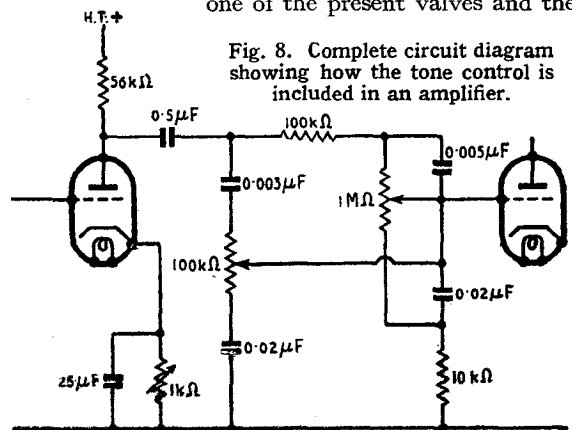 one of the present valves and the
H.T.+
Fig. 8. Complete circuit diagram
showing how the tone control is
included in an amplifier.
56kΩ
0·5μF
100kΩ
0·005μF
0·003μF
1MΩ
100kΩ
0·02μF
0·02μF
25μF
1kΩ
10kΩ